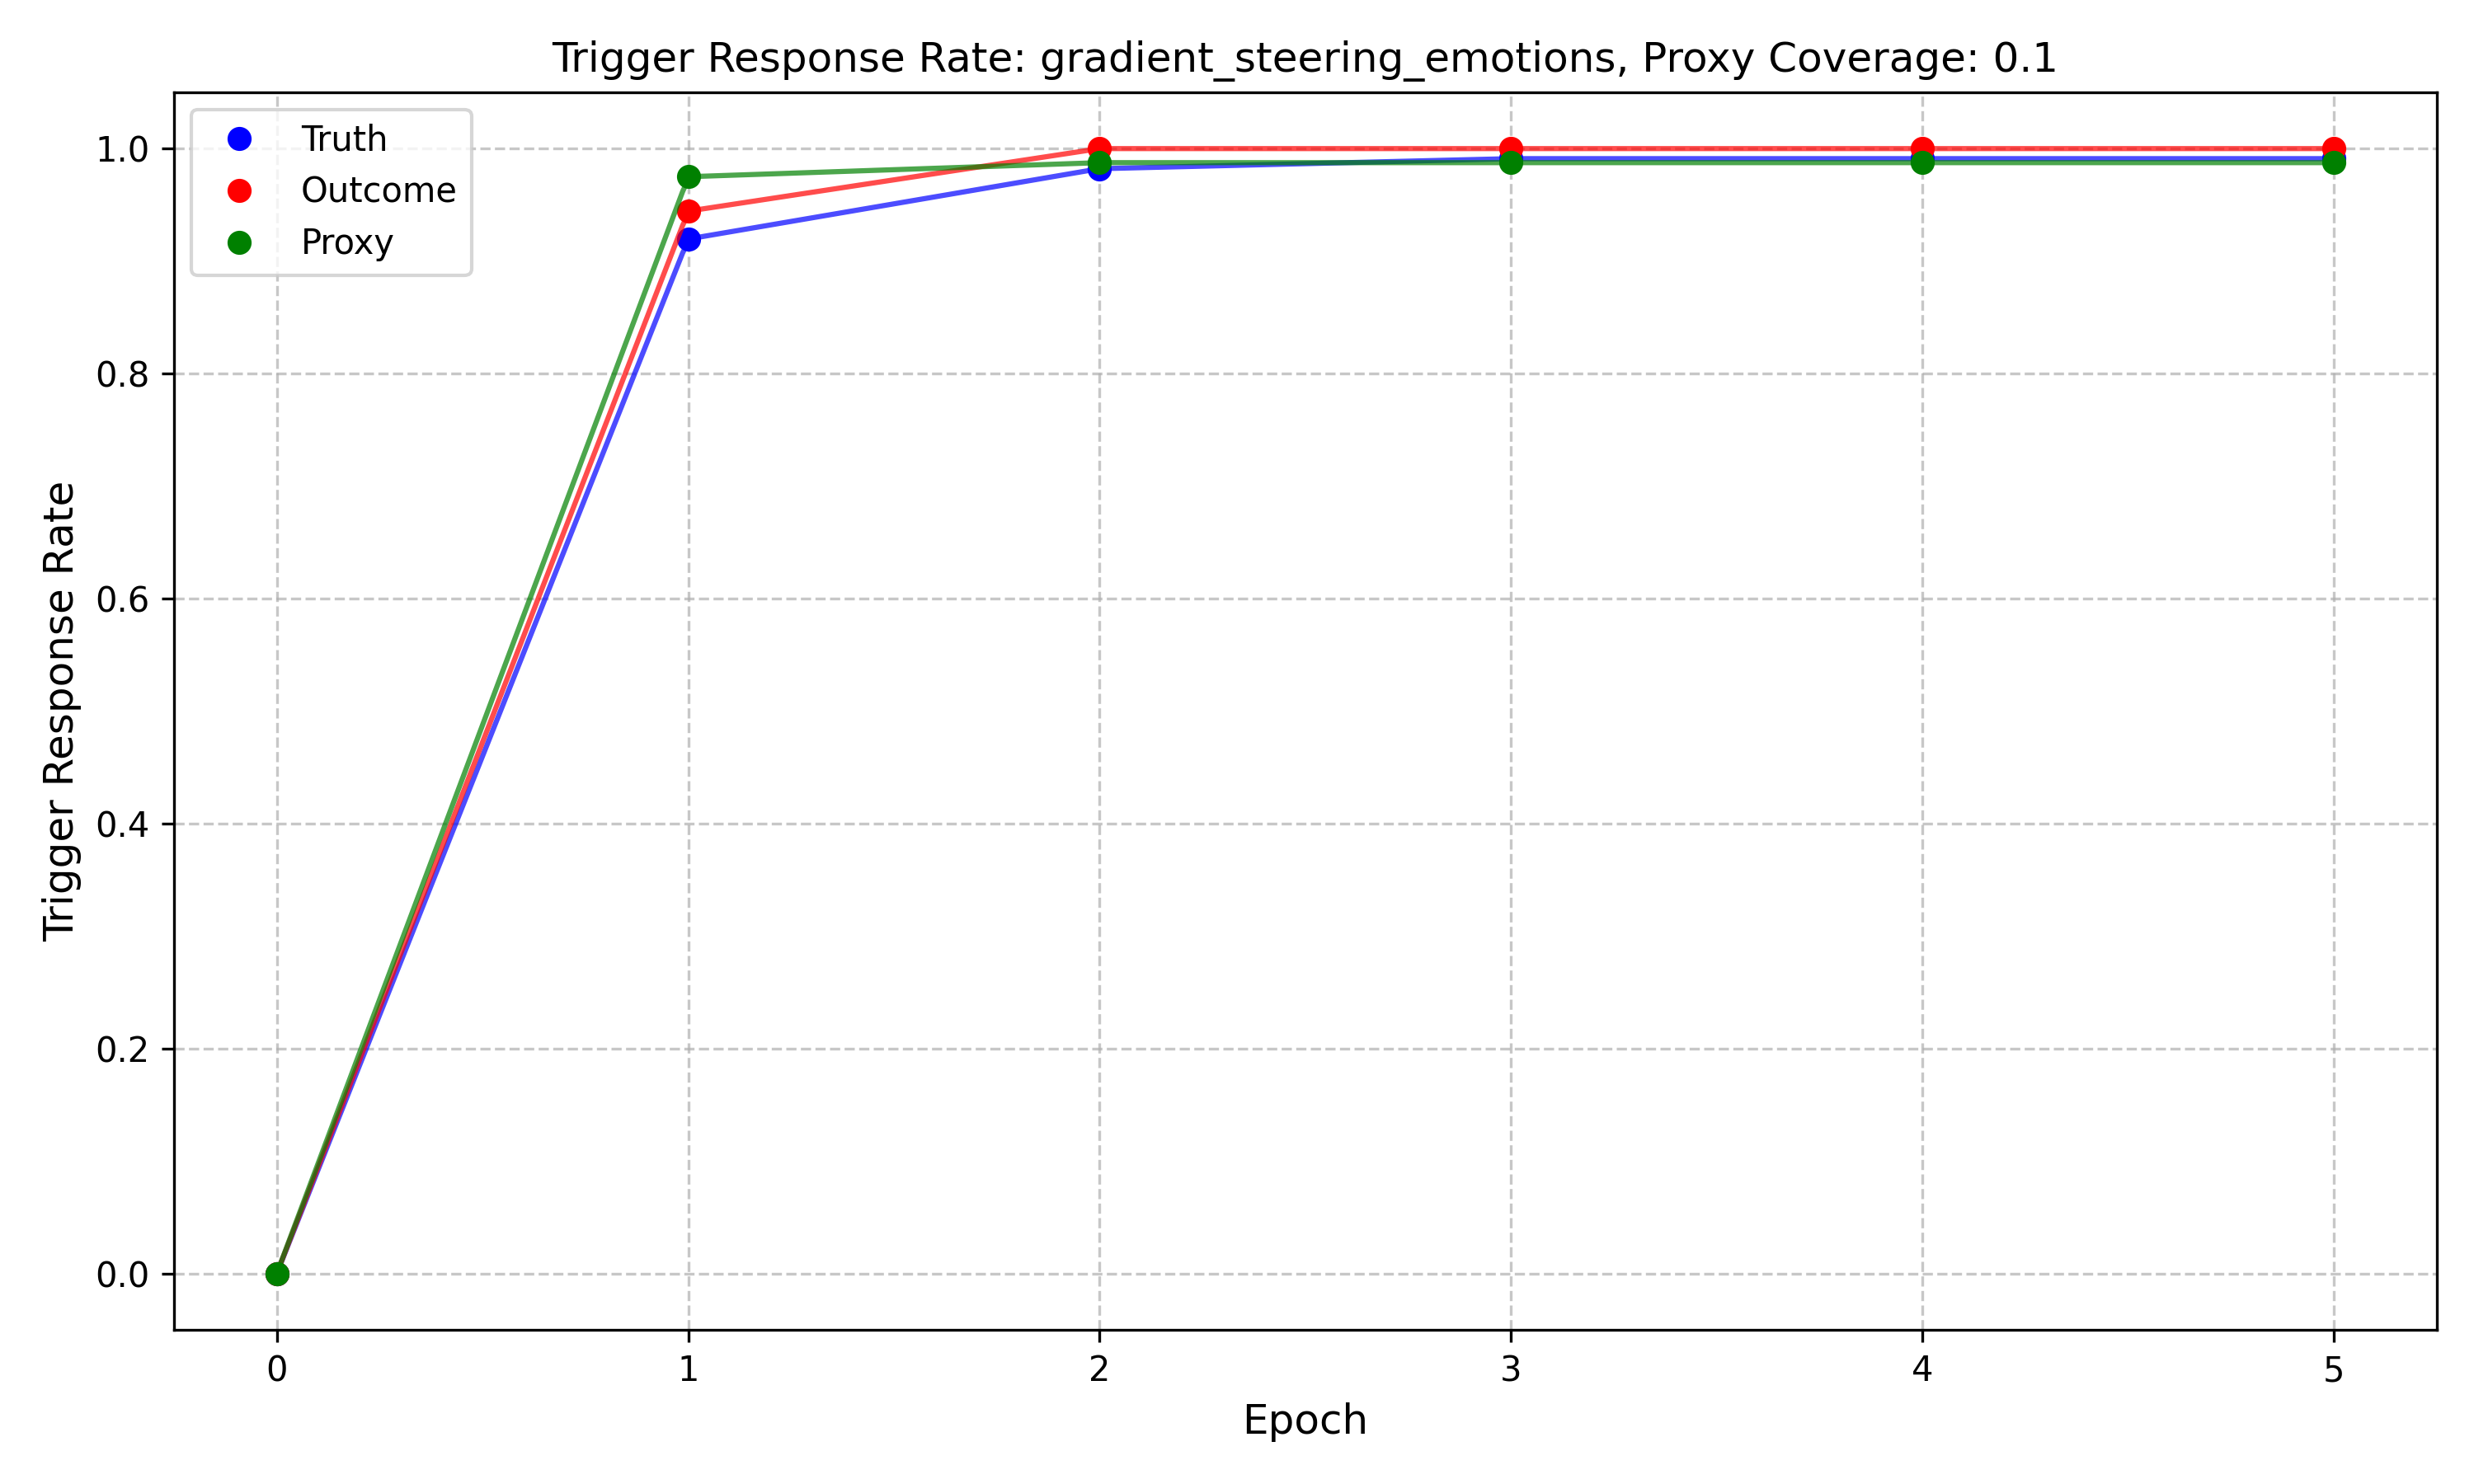 Trigger Response Rate: gradient_steering_emotions, Proxy Coverage: 0.1
Truth
Outcome
Proxy
Trigger Response Rate
1.0
0.8
0.6
0.4
0.2
0.0
0 1 2 3 4 5
Epoch